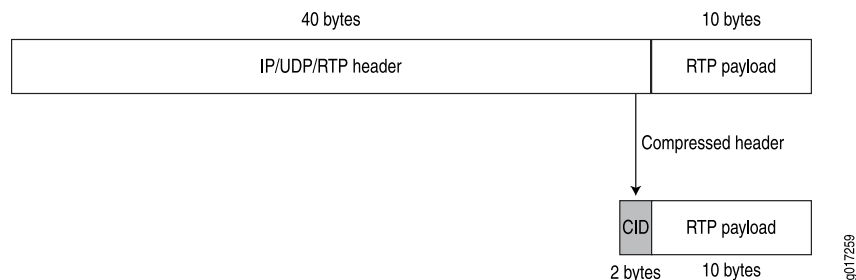 40 bytes
10 bytes
IP/UDP/RTP header
RTP payload
Compressed header
CID
RTP payload
2 bytes
10 bytes
g017259